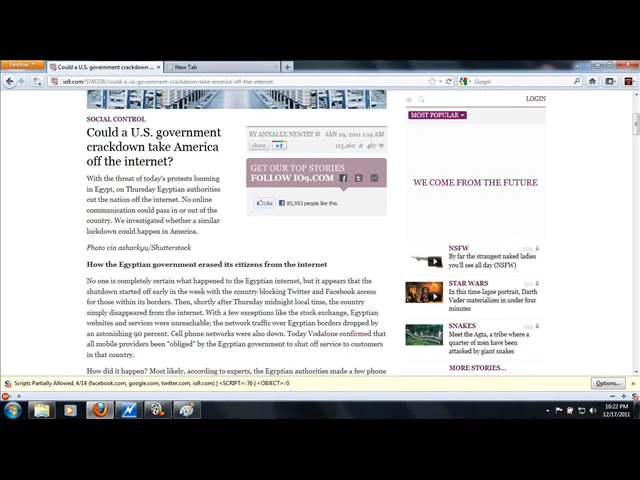 Firefox
Could a U.S. government crackdown t...
New Tab
io9.com/5746338/could-a-us-government-crackdown-take-america-off-the-internet
Google
LOGIN
SOCIAL CONTROL
Could a U.S. government
crackdown take America
off the internet?
With the threat of today's protests looming
in Egypt, on Thursday Egyptian authorities
cut the nation off the internet. No online
communication could pass in or out of the
country. We investigated whether a similar
lockdown could happen in America.
Photo via asharkyu/Shutterstock
BY ANNALEE NEWITZ
JAN 29, 2011 1:19 AM
Share
+1
467
GET OUR TOP STORIES
FOLLOW IO9.COM
Like
85,953 people like this.
How the Egyptian government erased its citizens from the internet
No one is completely certain what happened to the Egyptian internet, but it appears that the
shutdown started off early in the week with the country blocking Twitter and Facebook access
for those within its borders. Then, shortly after Thursday midnight local time, the country
simply disappeared from the internet. With a few exceptions like the stock exchange, Egyptian
websites and services were unreachable; the network traffic over Egyptian borders dropped by
an astonishing 90 percent. Cell phone networks were also down. Today Vodafone confirmed that
all mobile providers been "obliged" by the Egyptian government to shut off service to customers
in that country.
How did it happen? Most likely, according to experts, the Egyptian authorities made a few phone
MOST POPULAR
WE COME FROM THE FUTURE
NSFW
By far the strangest naked ladies
you'll see all day (NSFW)
STAR WARS
In this time-lapse portrait, Darth
Vader materializes in under four
minutes
SNAKES
Meet the Agta, a tribe where a
quarter of men have been
attacked by giant snakes
MORE STORIES...
Scripts Partially Allowed, 4/14 (facebook.com, google.com, twitter.com, io9.com) | <SCRIPT>: 76 | <OBJECT>: 0
Options...
10:22 PM
12/17/2011